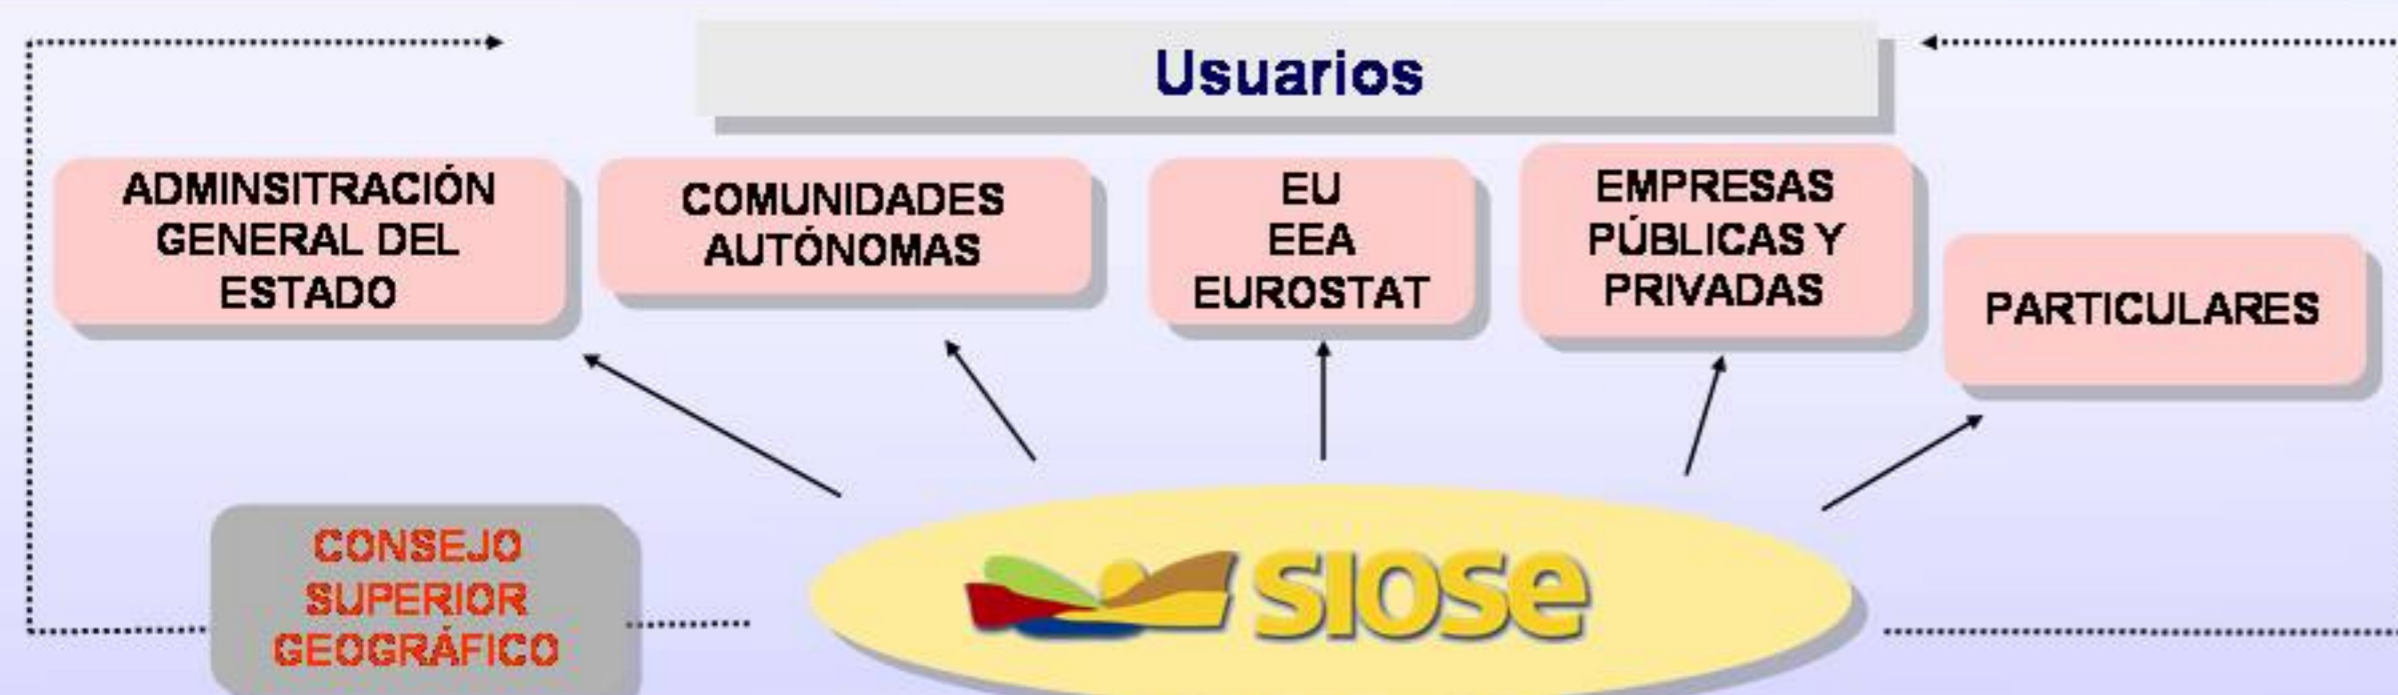 Usuarios
ADMINSITRACIÓN
GENERAL DEL
ESTADO
COMUNIDADES
AUTÓNOMAS
EU
EEA
EUROSTAT
EMPRESAS
PÚBLICAS Y
PRIVADAS
PARTICULARES
CONSEJO
SUPERIOR
GEOGRÁFICO
SIOSe